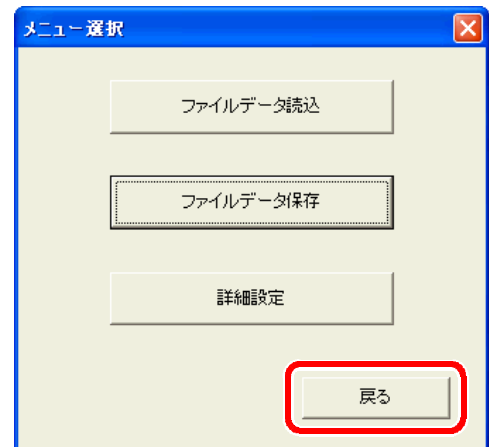 メニュー選択
ファイルデータ読込
ファイルデータ保存
詳細設定
戻る